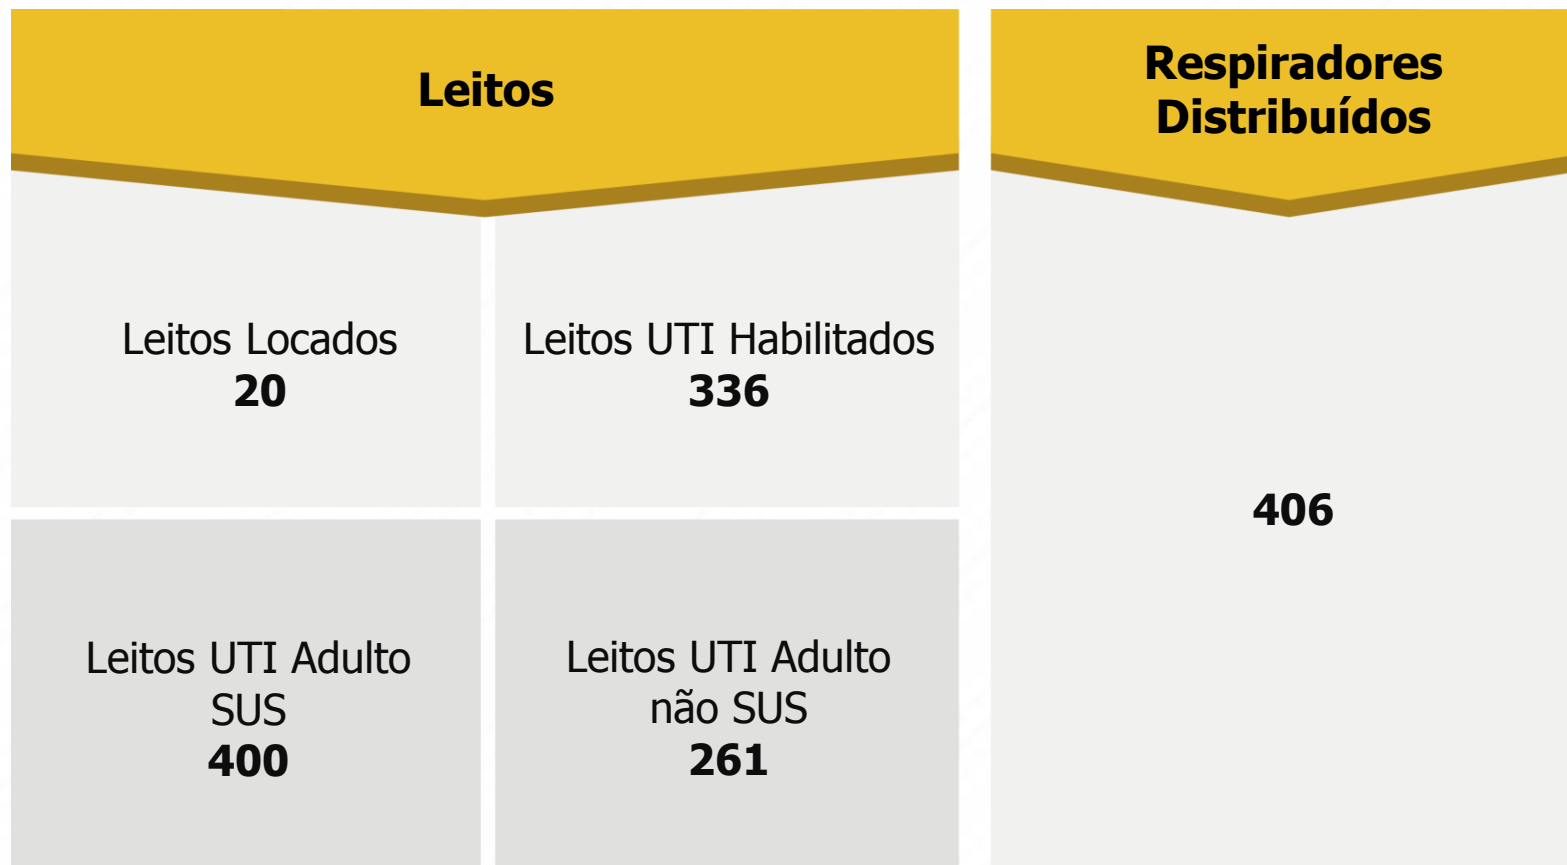 Leitos
Leitos Locados
20
Leitos UTI Habilitados
336
Leitos UTI Adulto
SUS
400
Leitos UTI Adulto
não SUS
261
Respiradores
Distribuídos
406